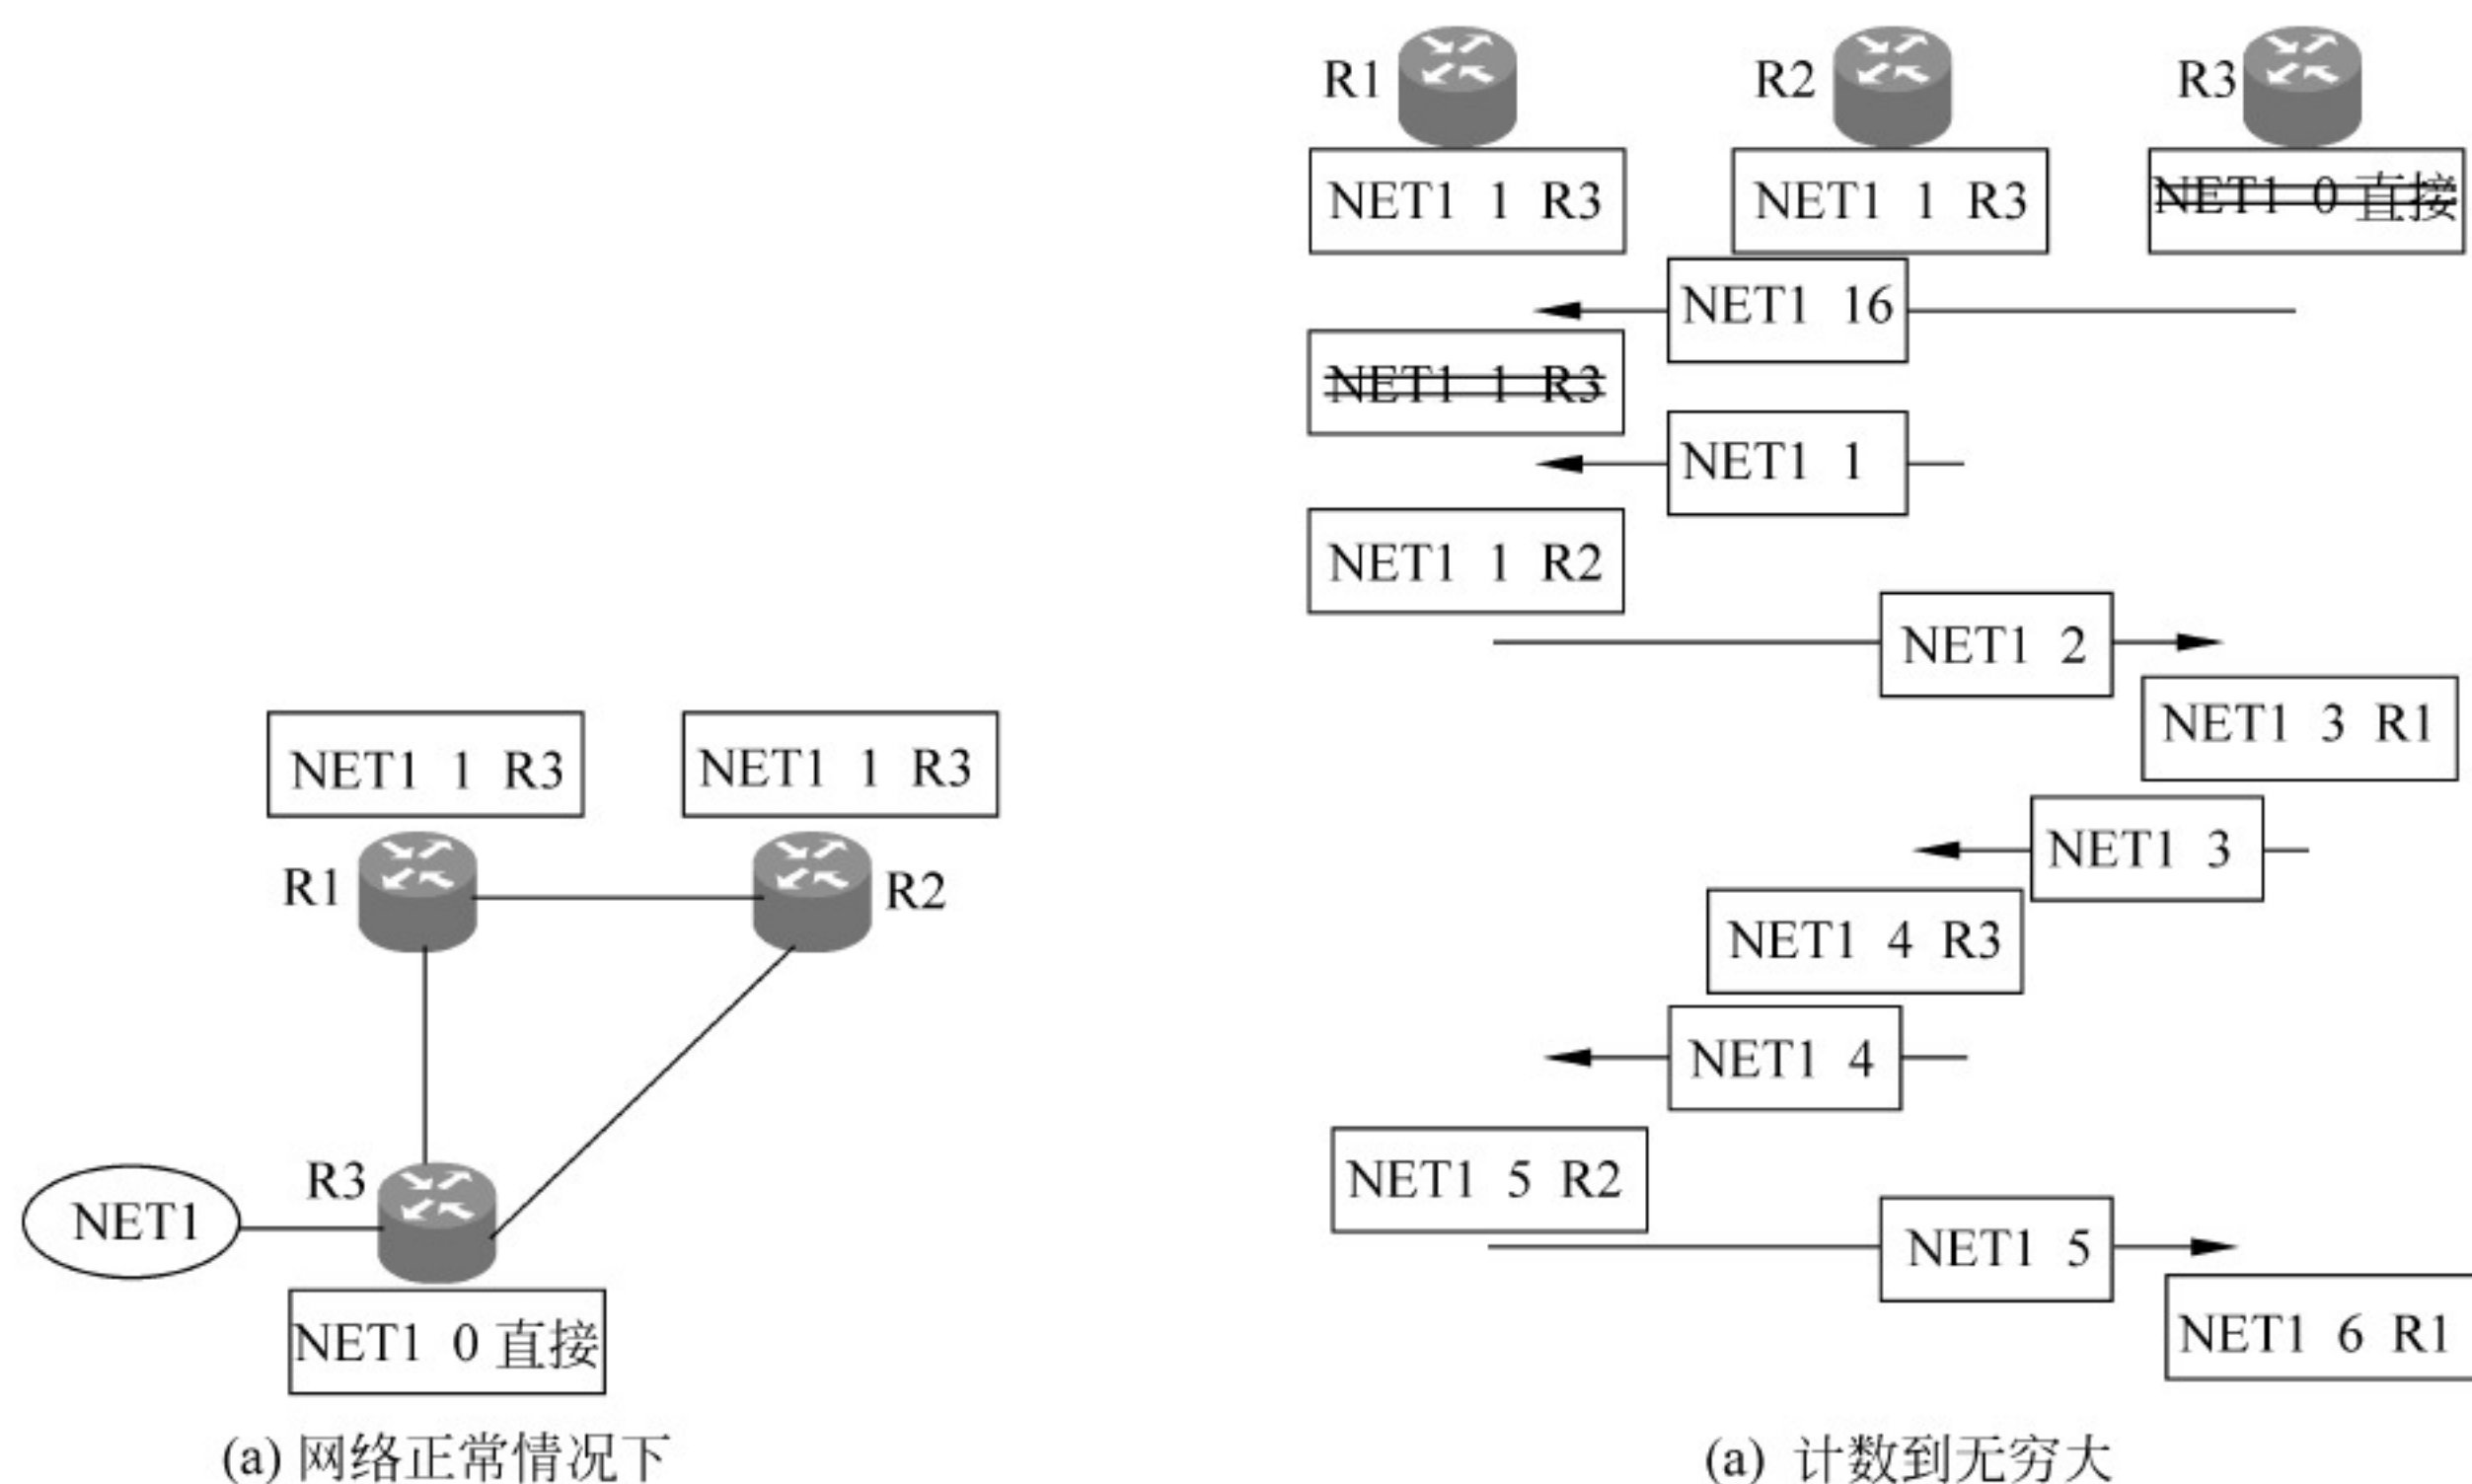 NET1 1 R3
NET1 1 R3
R1
R2
R3
NET1
NET1 0 直接
(a) 网络正常情况下
R1
R2
R3
NET1 1 R3
NET1 1 R3
NET1 0 直接
NET1 16
NET1 1 R3
NET1 1
NET1 1 R2
NET1 2
NET1 3 R1
NET1 3
NET1 4 R3
NET1 4
NET1 5 R2
NET1 5
NET1 6 R1
(a) 计数到无穷大